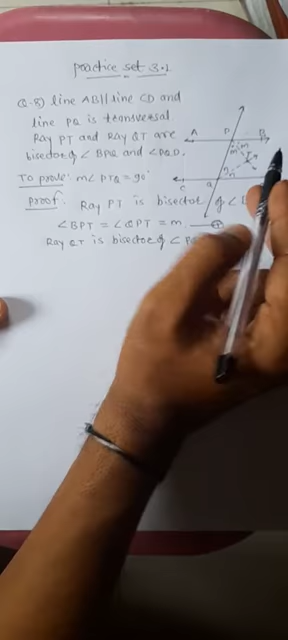 practice set 3.2
Q-5) line AB || line CD and
line PQ is transversal
Ray PT and Ray QT are
bisector of ∠ BPQ and ∠PQD.
To prove: m∠ PTQ = 90°
Proof: Ray PT is bisector of ∠
∠ BPT = ∠ QPT = m. — ①
Ray QT is bisector of ∠
A P B
m m
T
n n
C Q